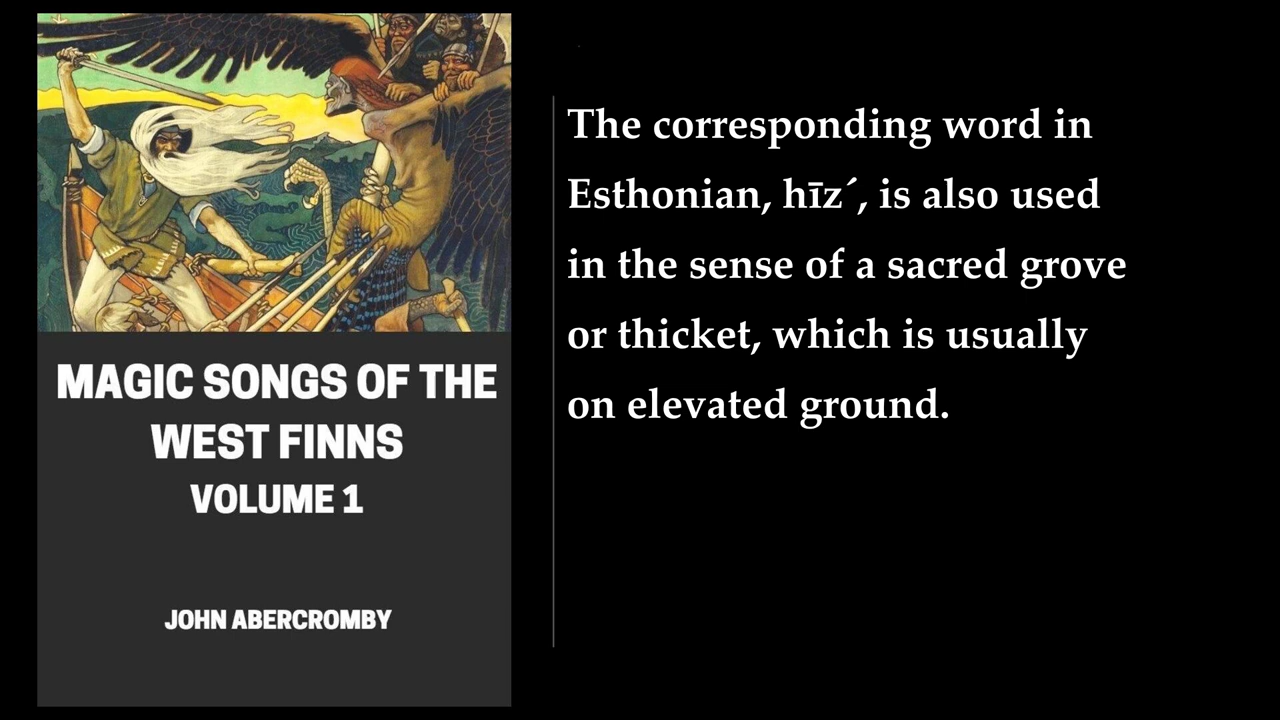 MAGIC SONGS OF THE
WEST FINNS
VOLUME 1
JOHN ABERCROMBY
The corresponding word in
Esthonian, hīz´, is also used
in the sense of a sacred grove
or thicket, which is usually
on elevated ground.